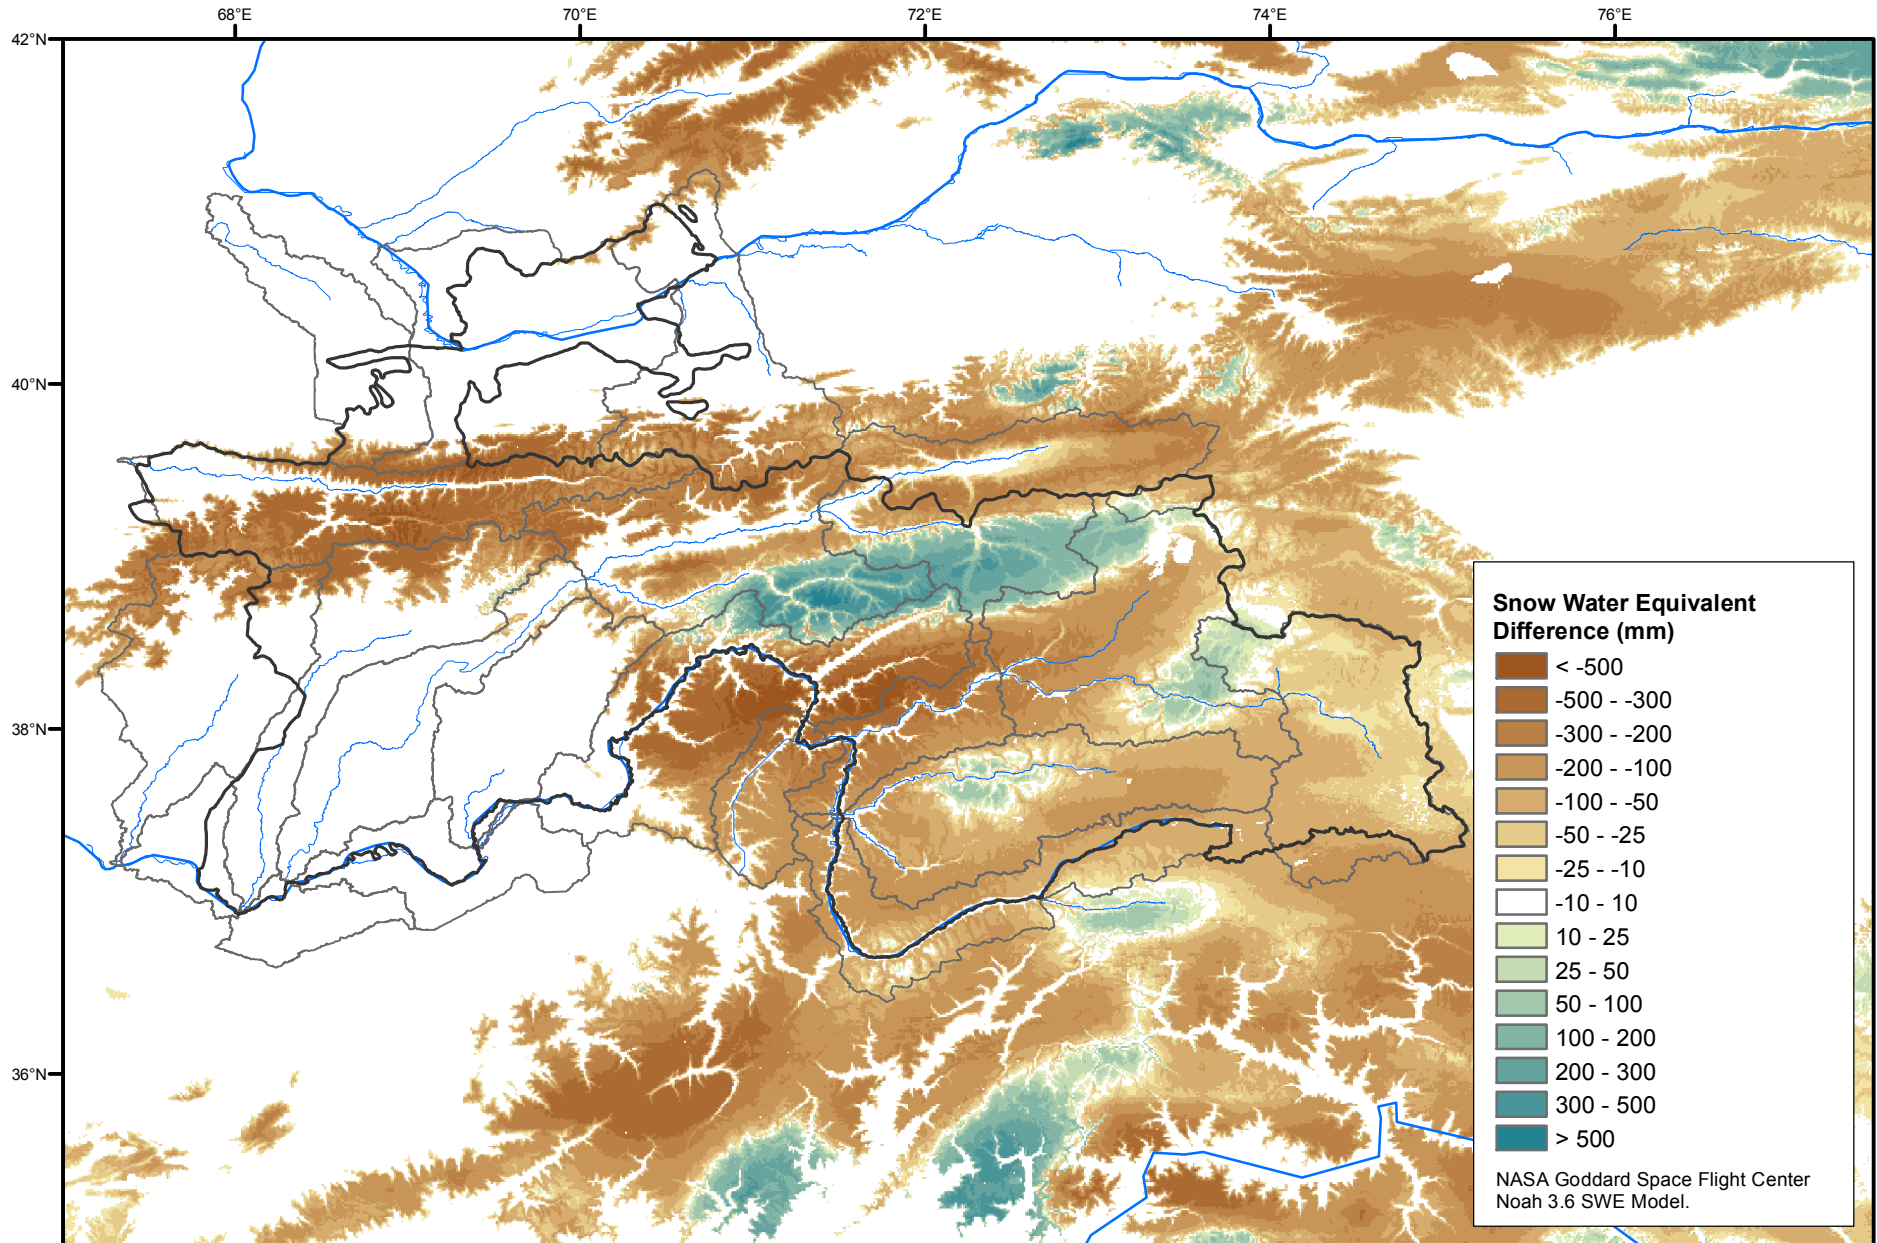 68°E 70°E 72°E 74°E 76°E
42°N
40°N
38°N
36°N
Snow Water Equivalent
Difference (mm)
< -500
-500 - -300
-300 - -200
-200 - -100
-100 - -50
-50 - -25
-25 - -10
-10 - 10
10 - 25
25 - 50
50 - 100
100 - 200
200 - 300
300 - 500
> 500
NASA Goddard Space Flight Center
Noah 3.6 SWE Model.